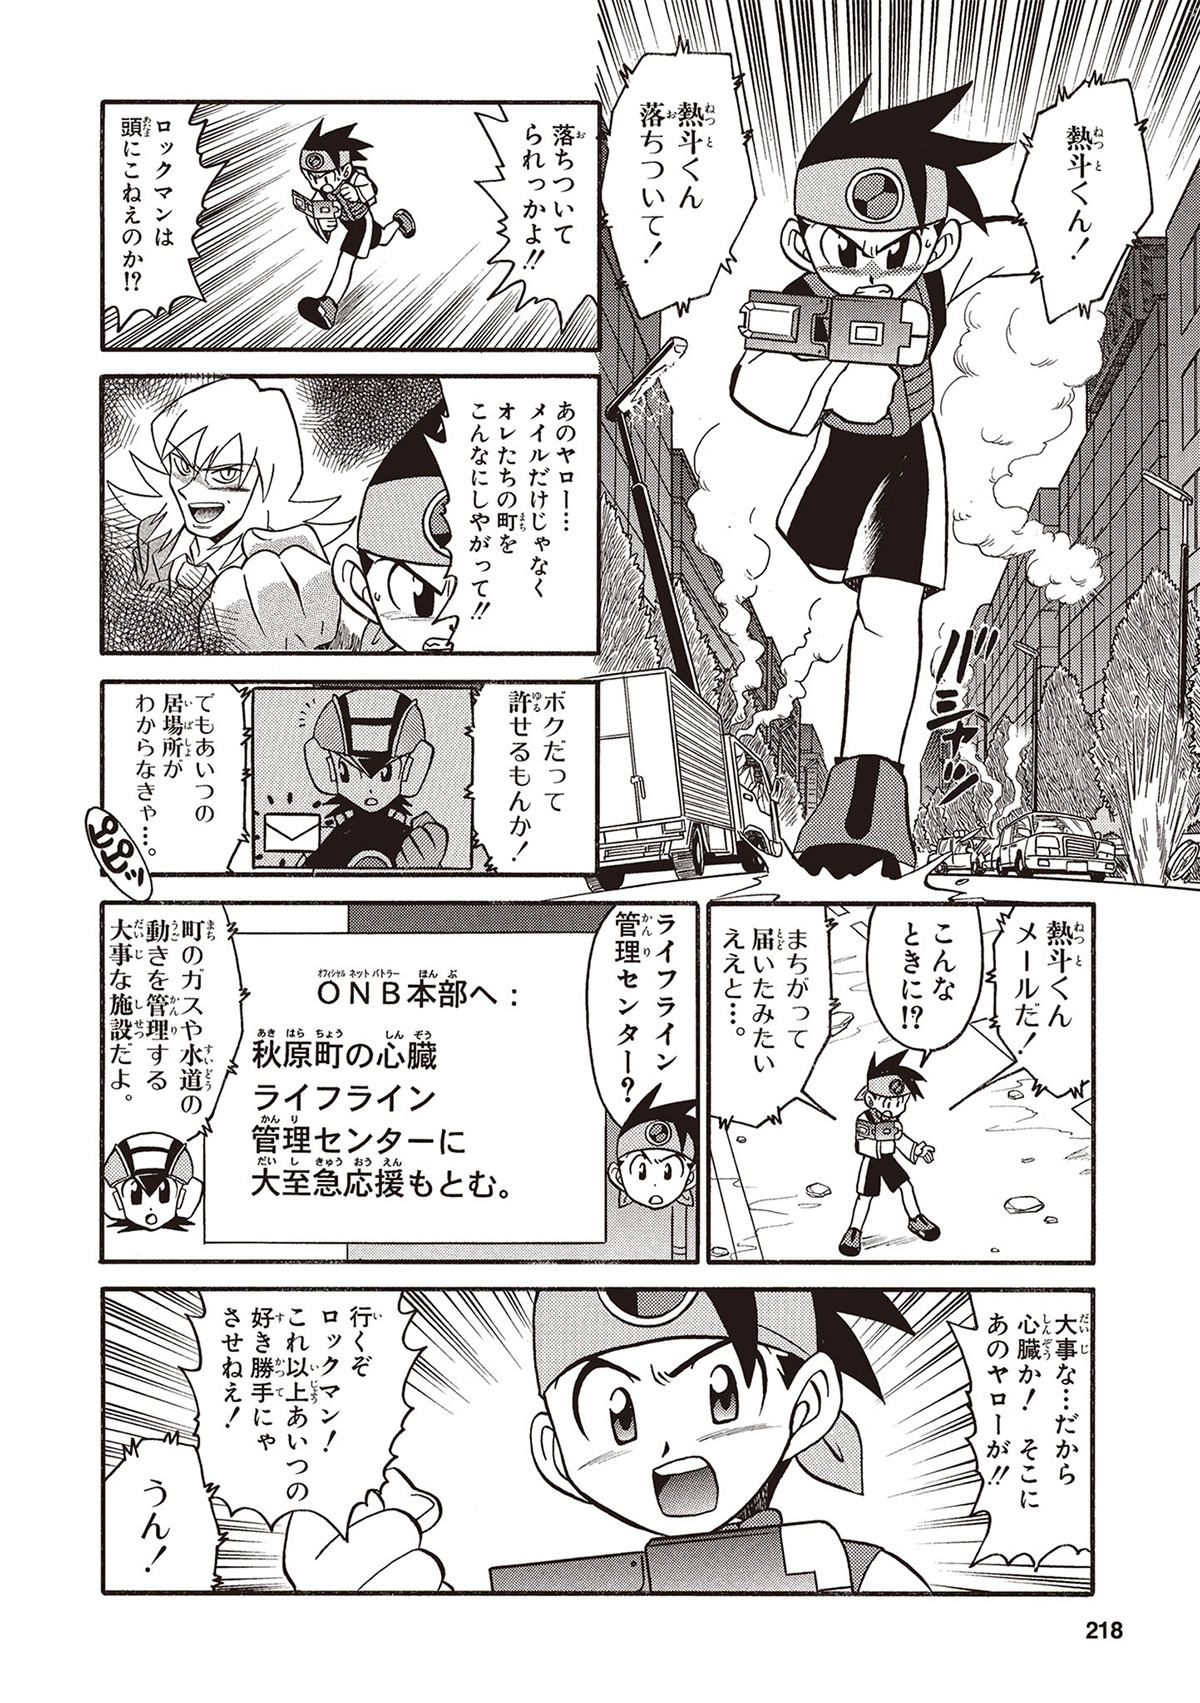 熱斗くん!
熱斗くん
落ちついて!
ダニャッ
落ちついて
られっかよ!!
ロックマンは
頭にこねえのか!?
あのヤロー…
メイルだけじゃなく
オレたちの町を
こんなにしやがって!!
ボクだって
許せるもんか!
でもあいつの
居場所が
わからなきゃ…。
ピピッ
熱斗くん
メールだ!
こんな
ときに!?
まちがって
届いたみたい
ええと…。
ライフライン
管理センター?
ONB本部へ:
秋原町の心臓
ライフライン
管理センターに
大至急応援もとむ。
町のガスや水道の
動きを管理する
大事な施設だよ。
大事な…だから
心臓か! そこに
あのヤローが!!
行くぞ
ロックマン!
これ以上あいつの
好き勝手にゃ
させねえ!
うん!
218